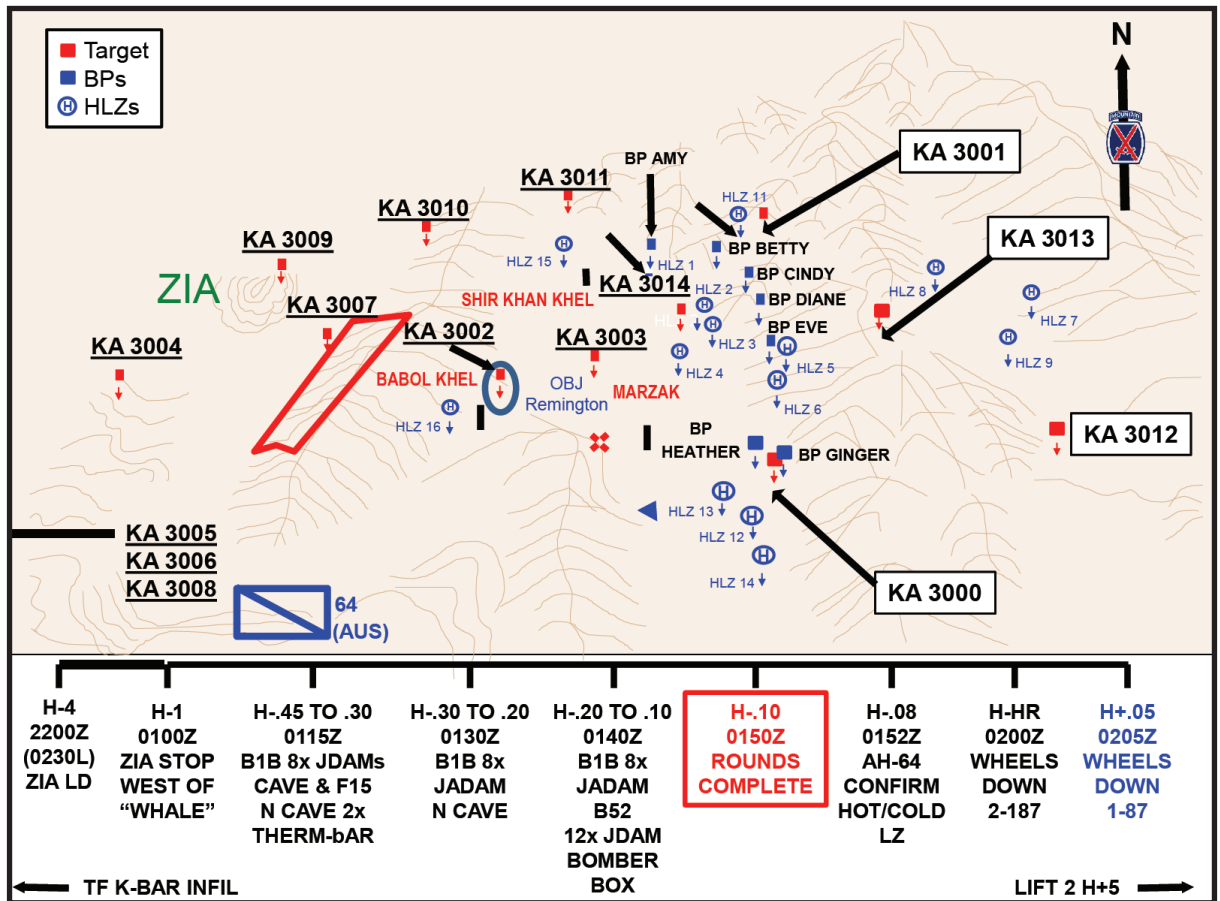 Target
BPs
H HLZs
N
MOUNTAIN
BP AMY
KA 3001
KA 3011
HLZ 11
H
KA 3010
BP BETTY
KA 3013
KA 3009
H
HLZ 15
HLZ 1
BP CINDY
H
HLZ 8
ZIA
KA 3014
HLZ 2
SHIR KHAN KHEL
BP DIANE
H
HLZ 7
KA 3007
H
HL
H
HLZ 3
BP EVE
KA 3002
KA 3003
H
HLZ 9
KA 3004
H
HLZ 4
H
HLZ 5
BABOL KHEL
OBJ
Remington
MARZAK
H
HLZ 6
H
HLZ 16
BP
HEATHER
BP GINGER
KA 3012
H
HLZ 13
H
HLZ 12
KA 3005
KA 3006
KA 3008
H
HLZ 14
KA 3000
64
(AUS)
H-4
2200Z
(0230L)
ZIA LD
H-1
0100Z
ZIA STOP
WEST OF
“WHALE”
H-.45 TO .30
0115Z
B1B 8x JDAMs
CAVE & F15
N CAVE 2x
THERM-bAR
H-.30 TO .20
0130Z
B1B 8x
JADAM
N CAVE
H-.20 TO .10
0140Z
B1B 8x
JADAM
B52
12x JDAM
BOMBER
BOX
H-.10
0150Z
ROUNDS
COMPLETE
H-.08
0152Z
AH-64
CONFIRM
HOT/COLD
LZ
H-HR
0200Z
WHEELS
DOWN
2-187
H+.05
0205Z
WHEELS
DOWN
1-87
TF K-BAR INFIL
LIFT 2 H+5